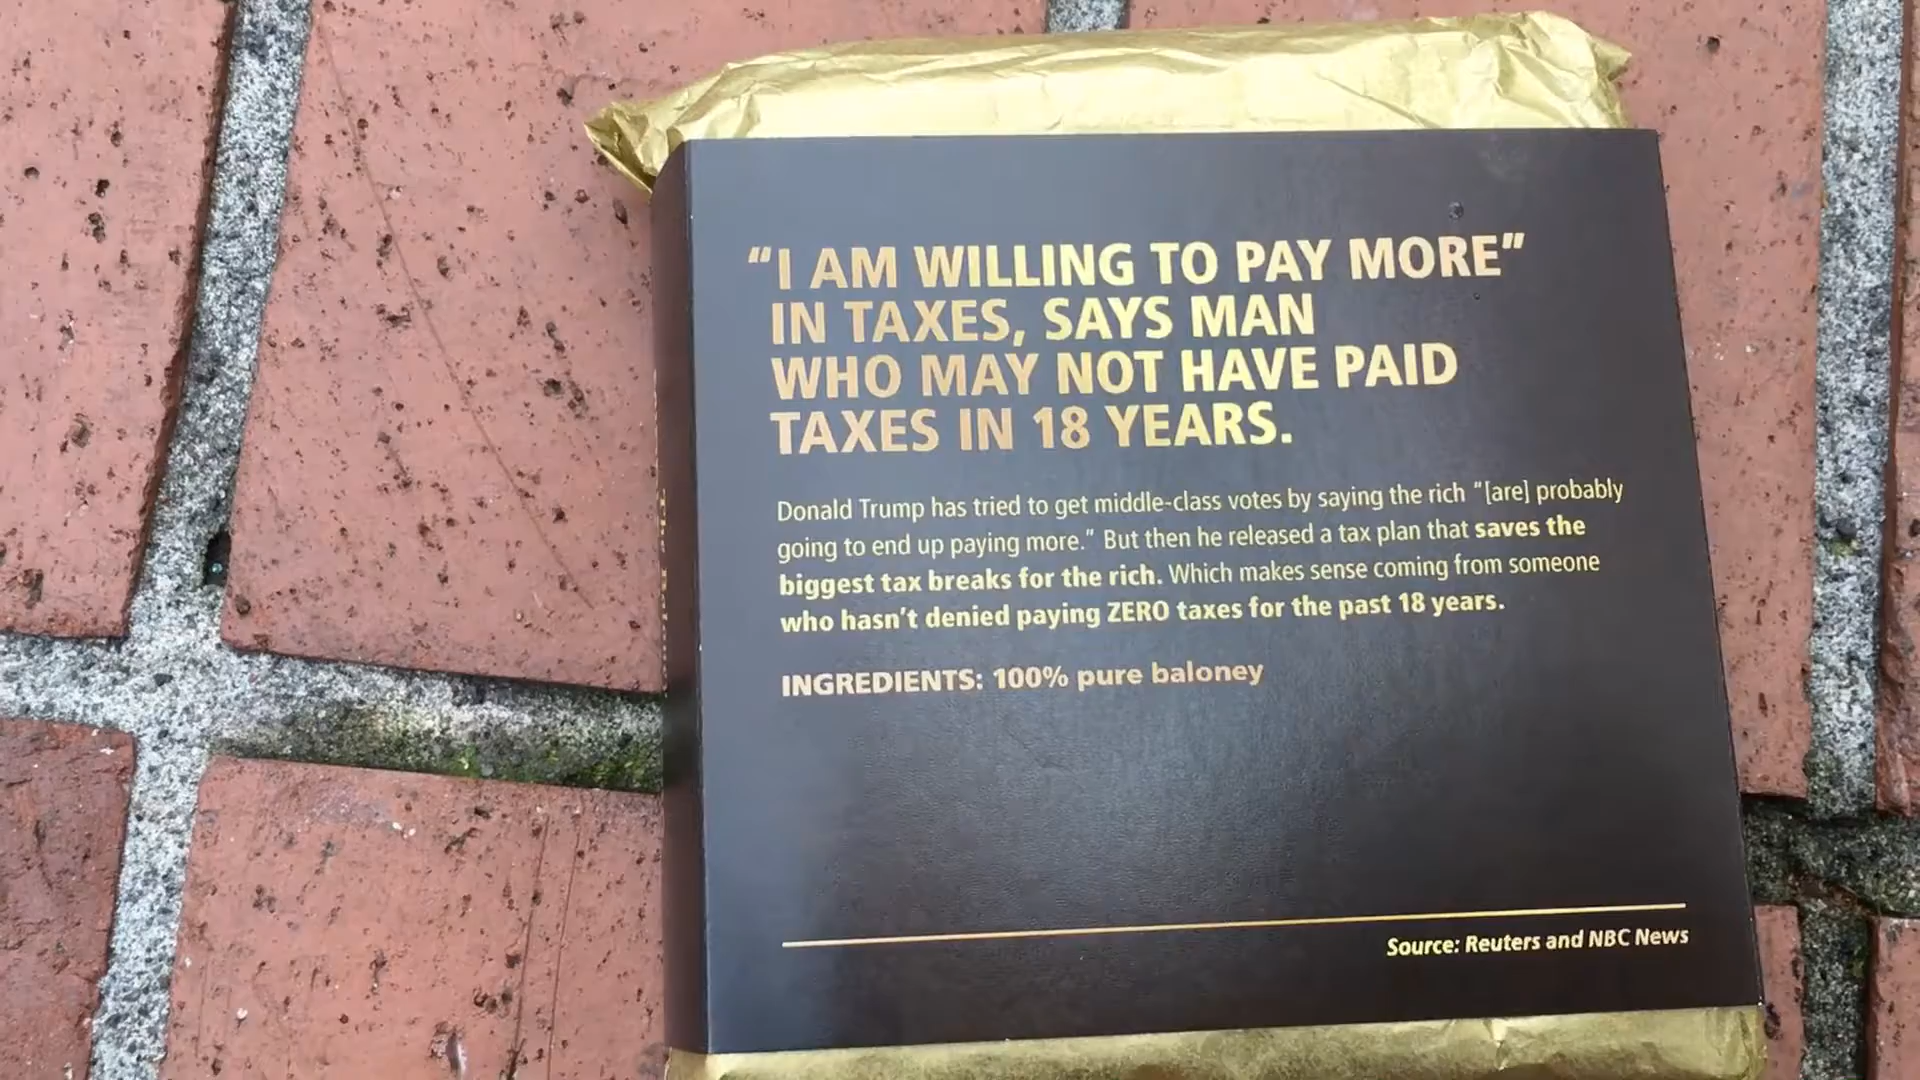 “I AM WILLING TO PAY MORE”
IN TAXES, SAYS MAN
WHO MAY NOT HAVE PAID
TAXES IN 18 YEARS.
Donald Trump has tried to get middle-class votes by saying the rich “[are] probably
going to end up paying more.” But then he released a tax plan that saves the
biggest tax breaks for the rich. Which makes sense coming from someone
who hasn’t denied paying ZERO taxes for the past 18 years.
INGREDIENTS: 100% pure baloney
Source: Reuters and NBC News